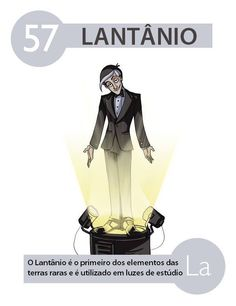 57 LANTÂNIO
O Lantânio é o primeiro dos elementos das
terras raras e é utilizado em luzes de estúdio
La